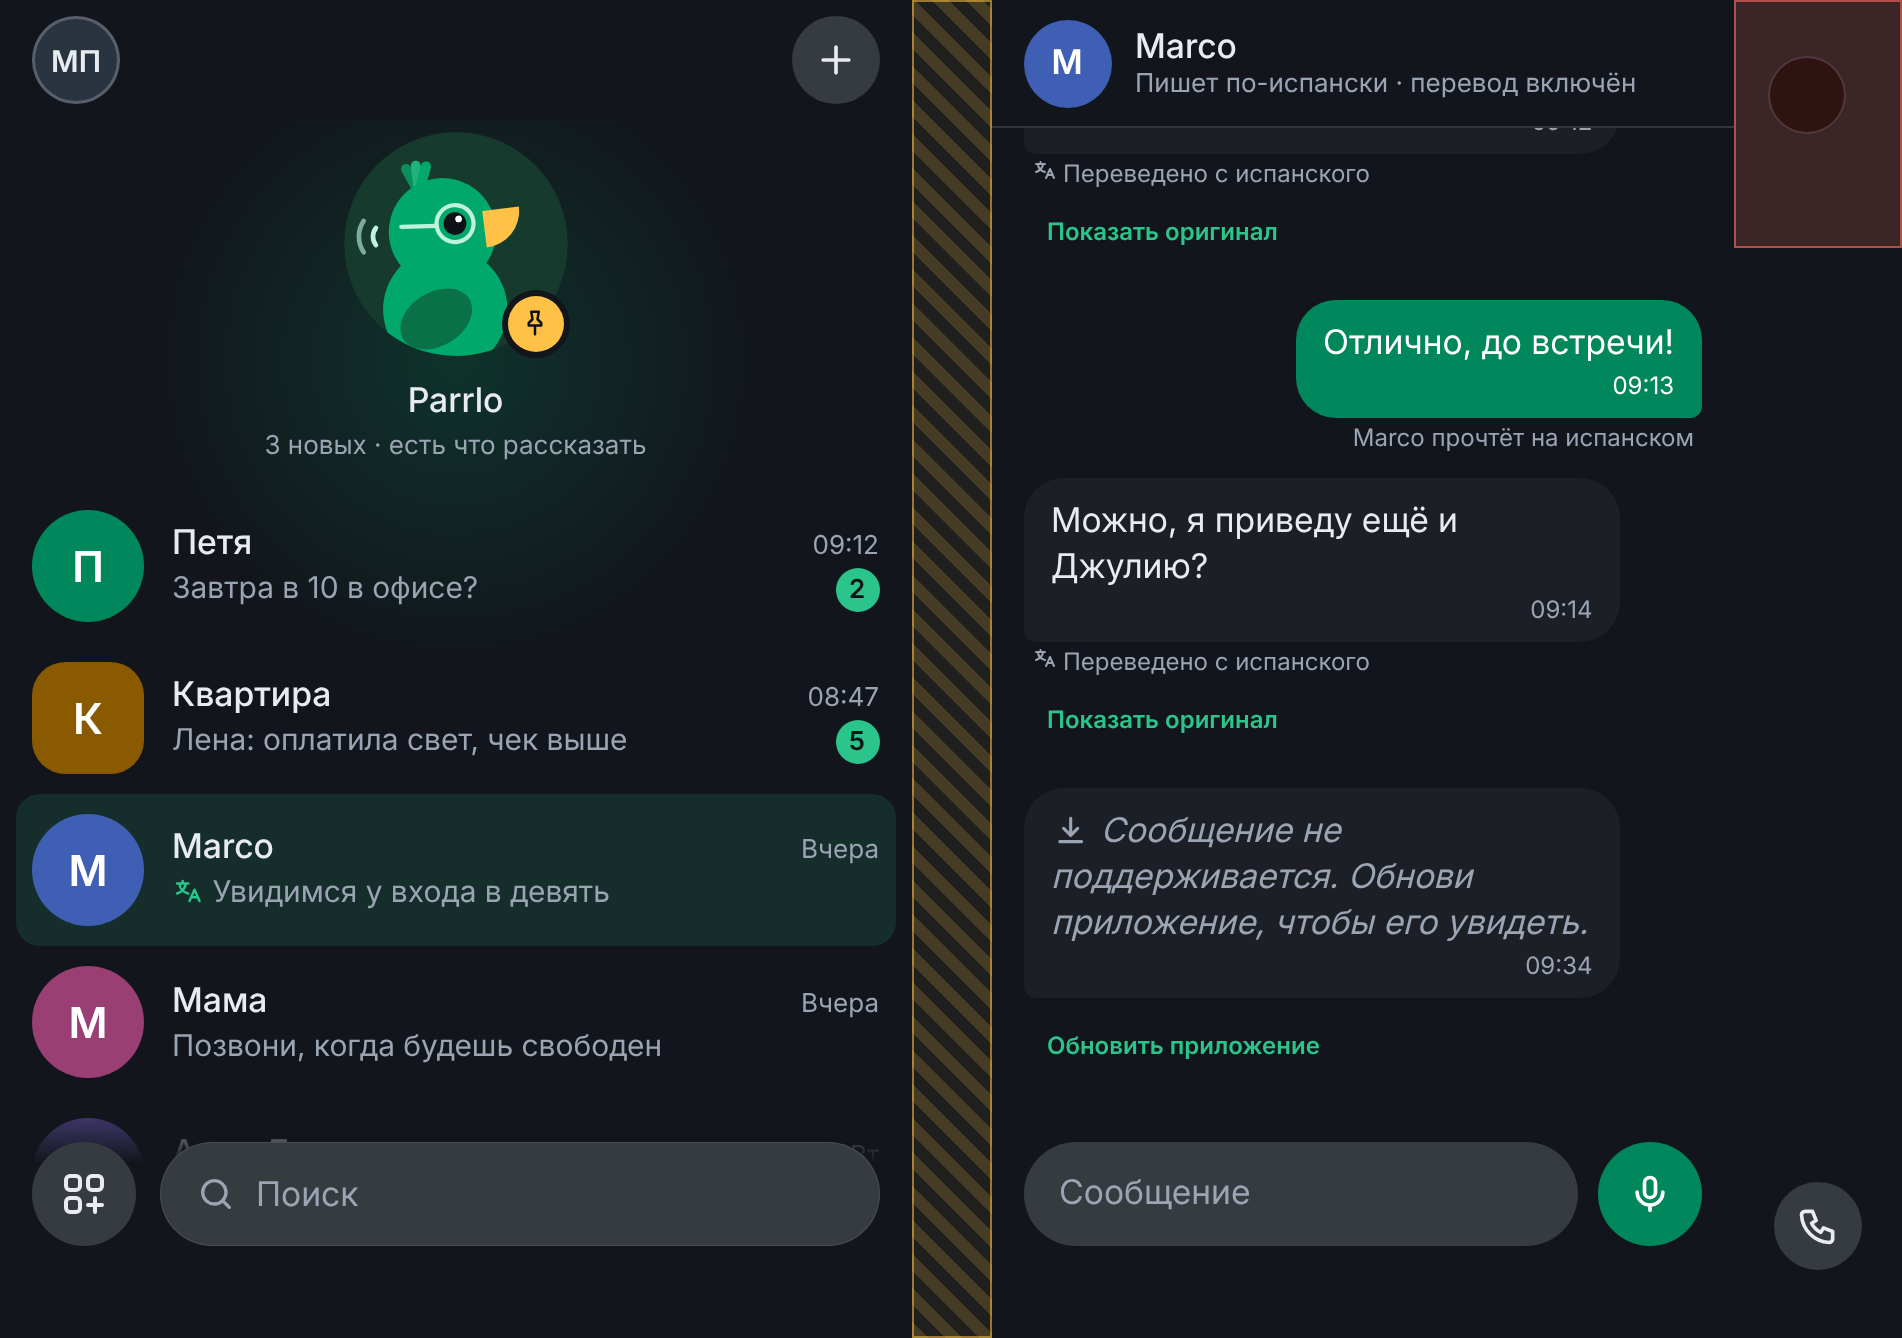 МП
Parrlo
3 новых · есть что рассказать
П
Петя
09:12
Завтра в 10 в офисе?
2
К
Квартира
08:47
Лена: оплатила свет, чек выше
5
M
Marco
Вчера
Увидимся у входа в девять
М
Мама
Вчера
Позвони, когда будешь свободен
Поиск
M
Marco
Пишет по-испански · перевод включён
Переведено с испанского
Показать оригинал
Отлично, до встречи!
09:13
Marco прочтёт на испанском
Можно, я приведу ещё и
Джулию?
09:14
Переведено с испанского
Показать оригинал
Сообщение не
поддерживается. Обнови
приложение, чтобы его увидеть.
09:34
Обновить приложение
Сообщение